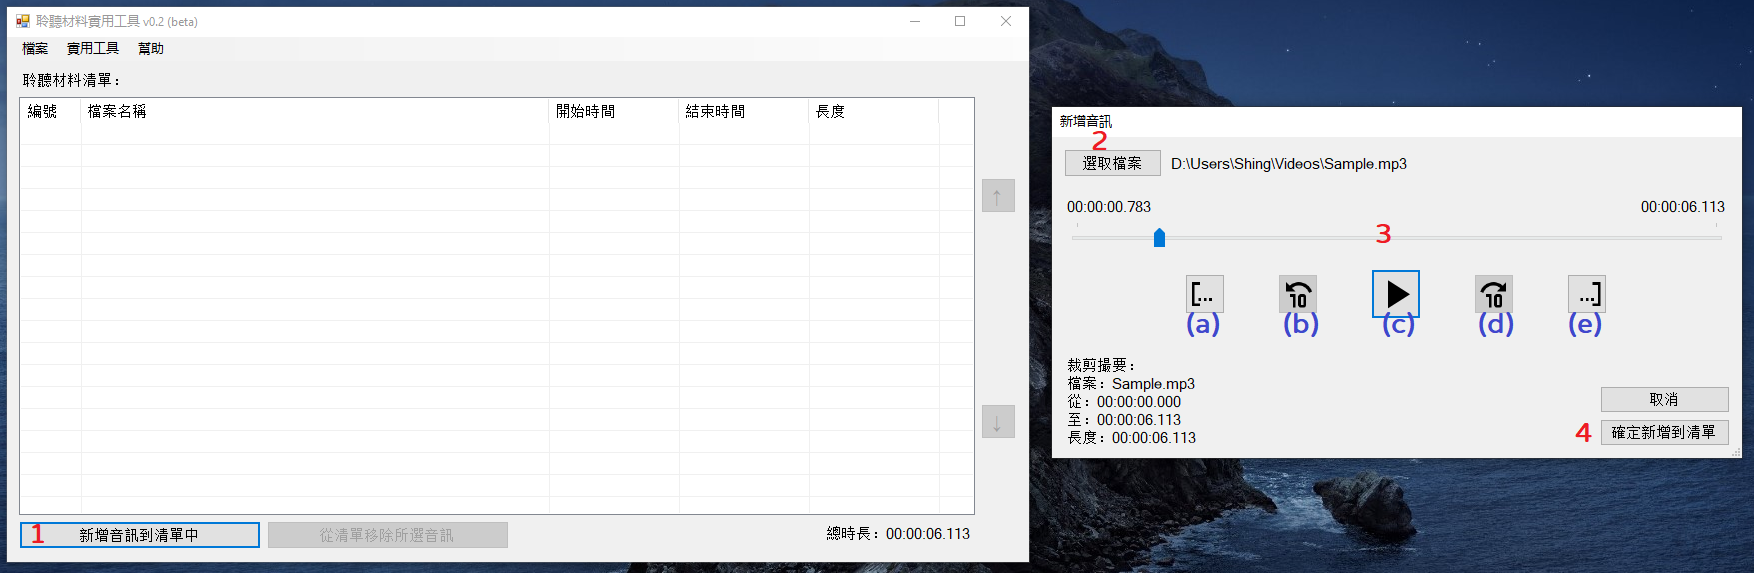 聆聽材料實用工具 v0.2 (beta)
檔案 實用工具 幫助
聆聽材料清單：
編號 檔案名稱 開始時間 結束時間 長度
↑
↓
1 新增音訊到清單中 從清單移除所選音訊 總時長：00:00:06.113
新增音訊
2
選取檔案 D:\Users\Shing\Videos\Sample.mp3
00:00:00.783 00:00:06.113
3
[... 10 10 ...]
(a) (b) (c) (d) (e)
裁剪撮要：
檔案：Sample.mp3
從：00:00:00.000
至：00:00:06.113
長度：00:00:06.113
取消
4 確定新增到清單